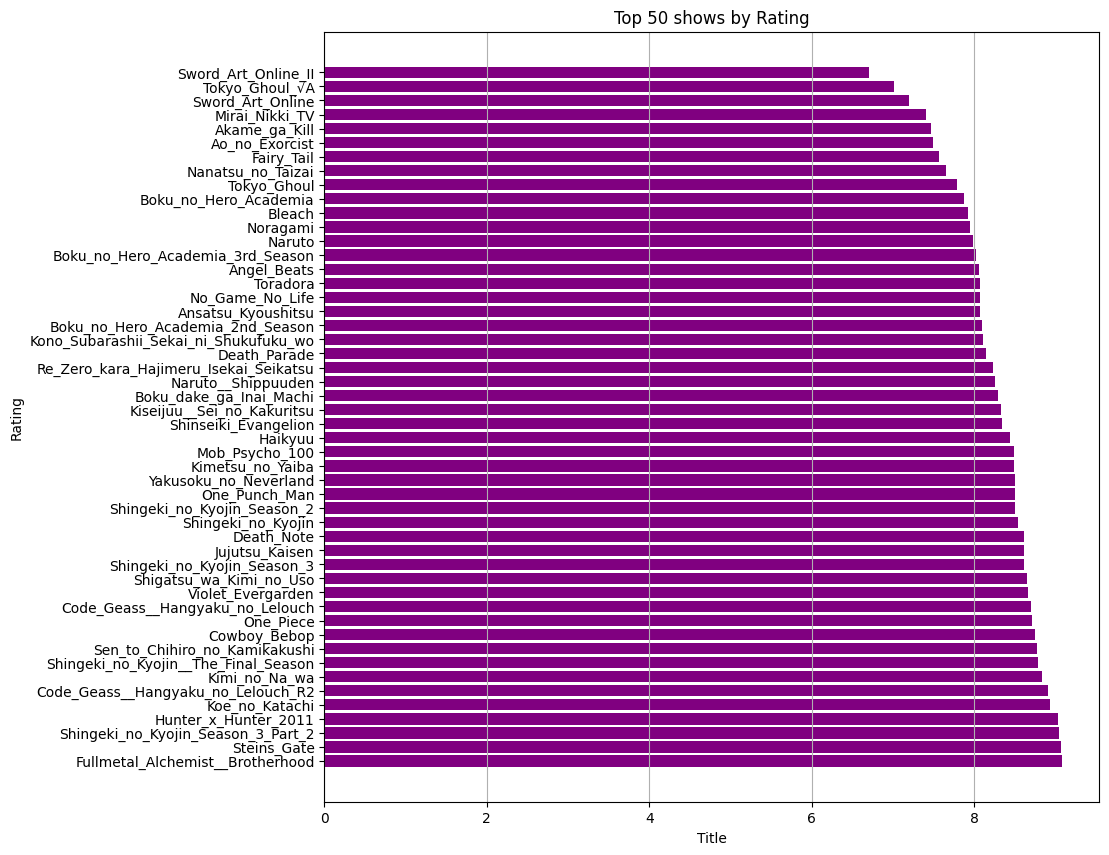 Top 50 shows by Rating
Sword_Art_Online_II
Tokyo_Ghoul_√A
Sword_Art_Online
Mirai_Nikki_TV
Akame_ga_Kill
Ao_no_Exorcist
Fairy_Tail
Nanatsu_no_Taizai
Tokyo_Ghoul
Boku_no_Hero_Academia
Bleach
Noragami
Naruto
Boku_no_Hero_Academia_3rd_Season
Angel_Beats
Toradora
No_Game_No_Life
Ansatsu_Kyoushitsu
Boku_no_Hero_Academia_2nd_Season
Kono_Subarashii_Sekai_ni_Shukufuku_wo
Death_Parade
Re_Zero_kara_Hajimeru_Isekai_Seikatsu
Naruto__Shippuuden
Boku_dake_ga_Inai_Machi
Kiseijuu__Sei_no_Kakuritsu
Shinseiki_Evangelion
Haikyuu
Mob_Psycho_100
Kimetsu_no_Yaiba
Yakusoku_no_Neverland
One_Punch_Man
Shingeki_no_Kyojin_Season_2
Shingeki_no_Kyojin
Death_Note
Jujutsu_Kaisen
Shingeki_no_Kyojin_Season_3
Shigatsu_wa_Kimi_no_Uso
Violet_Evergarden
Code_Geass__Hangyaku_no_Lelouch
One_Piece
Cowboy_Bebop
Sen_to_Chihiro_no_Kamikakushi
Shingeki_no_Kyojin__The_Final_Season
Kimi_no_Na_wa
Code_Geass__Hangyaku_no_Lelouch_R2
Koe_no_Katachi
Hunter_x_Hunter_2011
Shingeki_no_Kyojin_Season_3_Part_2
Steins_Gate
Fullmetal_Alchemist__Brotherhood
Rating
0 2 4 6 8
Title